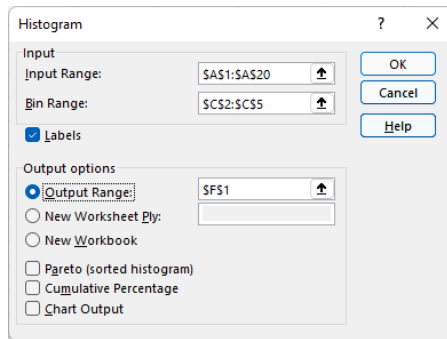 Histogram ? ×
Input
Input Range: $A$1:$A$20
Bin Range: $C$2:$C$5
Labels
OK
Cancel
Help
Output options
Output Range: $F$1
New Worksheet Ply:
New Workbook
Pareto (sorted histogram)
Cumulative Percentage
Chart Output